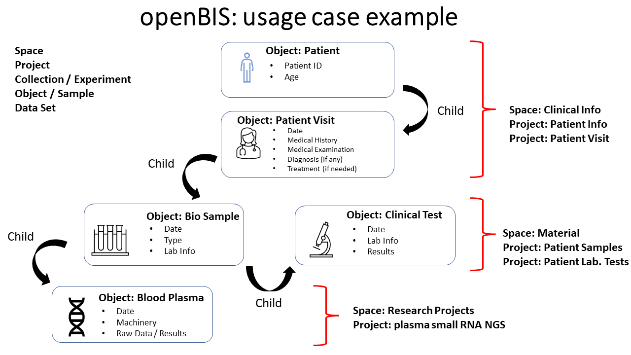 openBIS: usage case example
Space
Project
Collection / Experiment
Object / Sample
Data Set
Object: Patient
• Patient ID
• Age
Child
Object: Patient Visit
• Date
• Medical History
• Medical Examination
• Diagnosis (if any)
• Treatment (if needed)
Space: Clinical Info
Project: Patient Info
Project: Patient Visit
Child
Object: Bio Sample
• Date
• Type
• Lab Info
Object: Clinical Test
• Date
• Lab Info
• Results
Space: Material
Project: Patient Samples
Project: Patient Lab. Tests
Child
Child
Object: Blood Plasma
• Date
• Machinery
• Raw Data / Results
Space: Research Projects
Project: plasma small RNA NGS